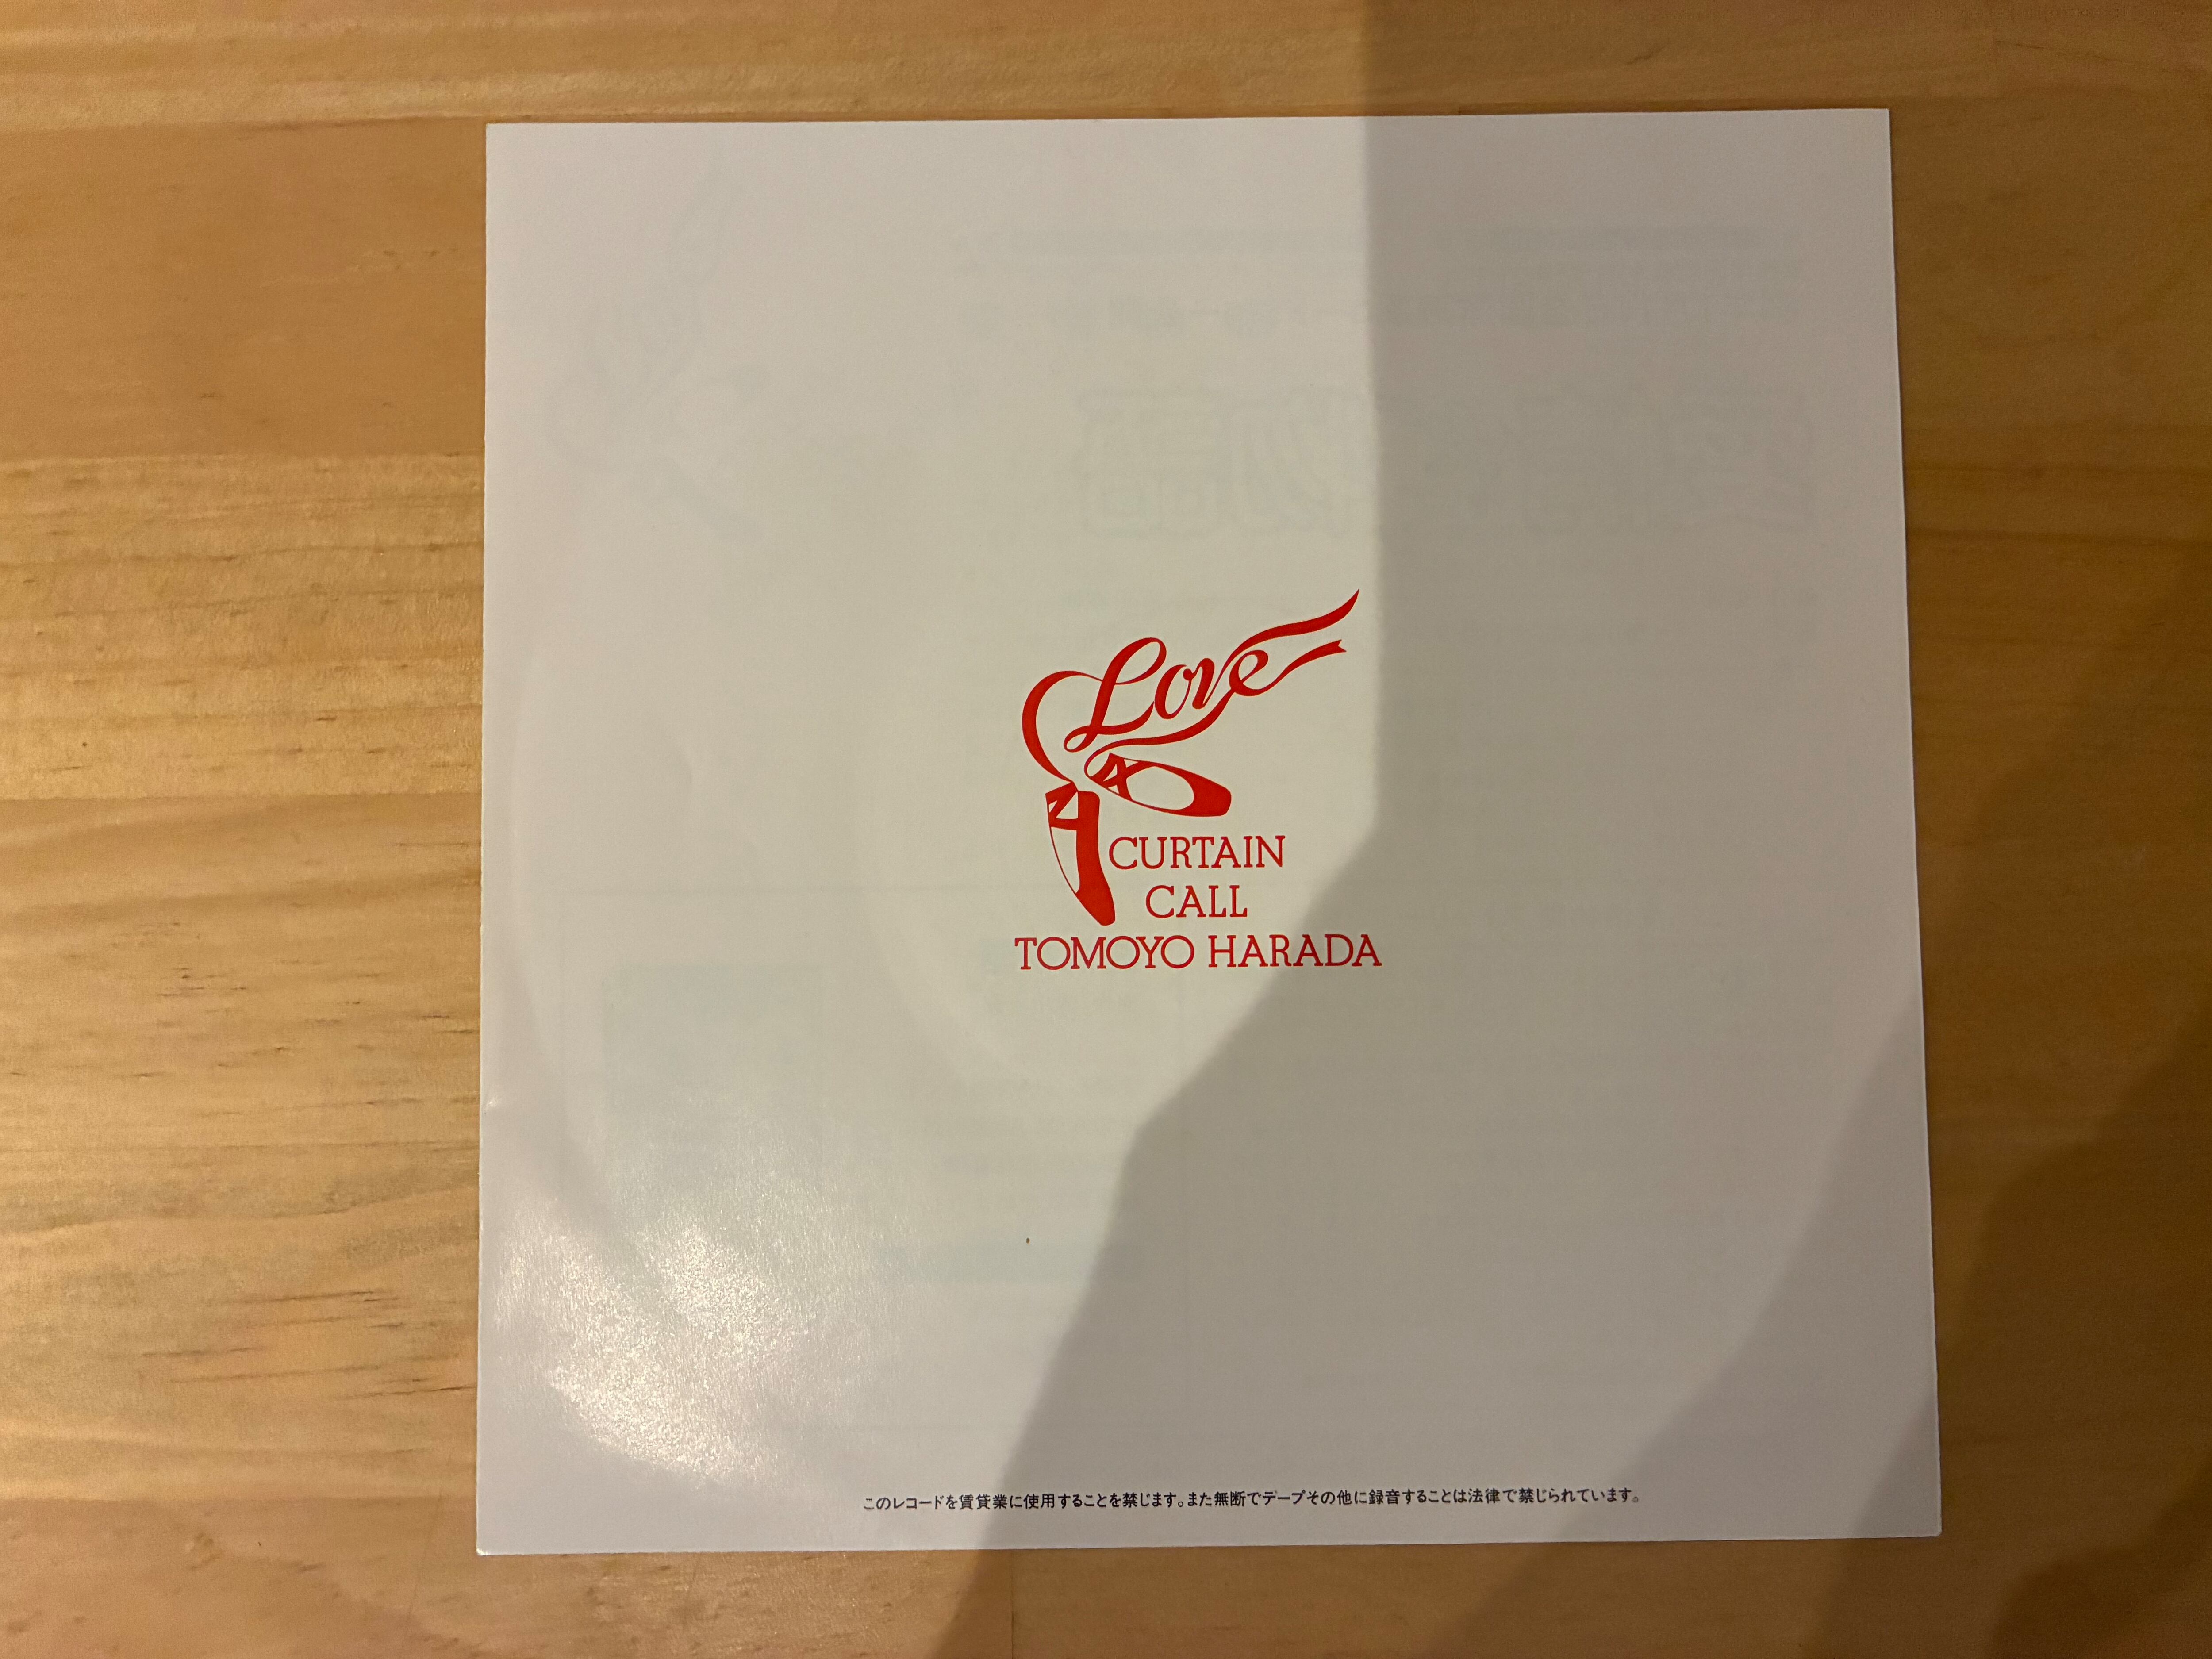 Love
CURTAIN
CALL
TOMOYO HARADA
このレコードを賃貸業に使用することを禁じます。また無断でテープその他に録音することは法律で禁じられています。